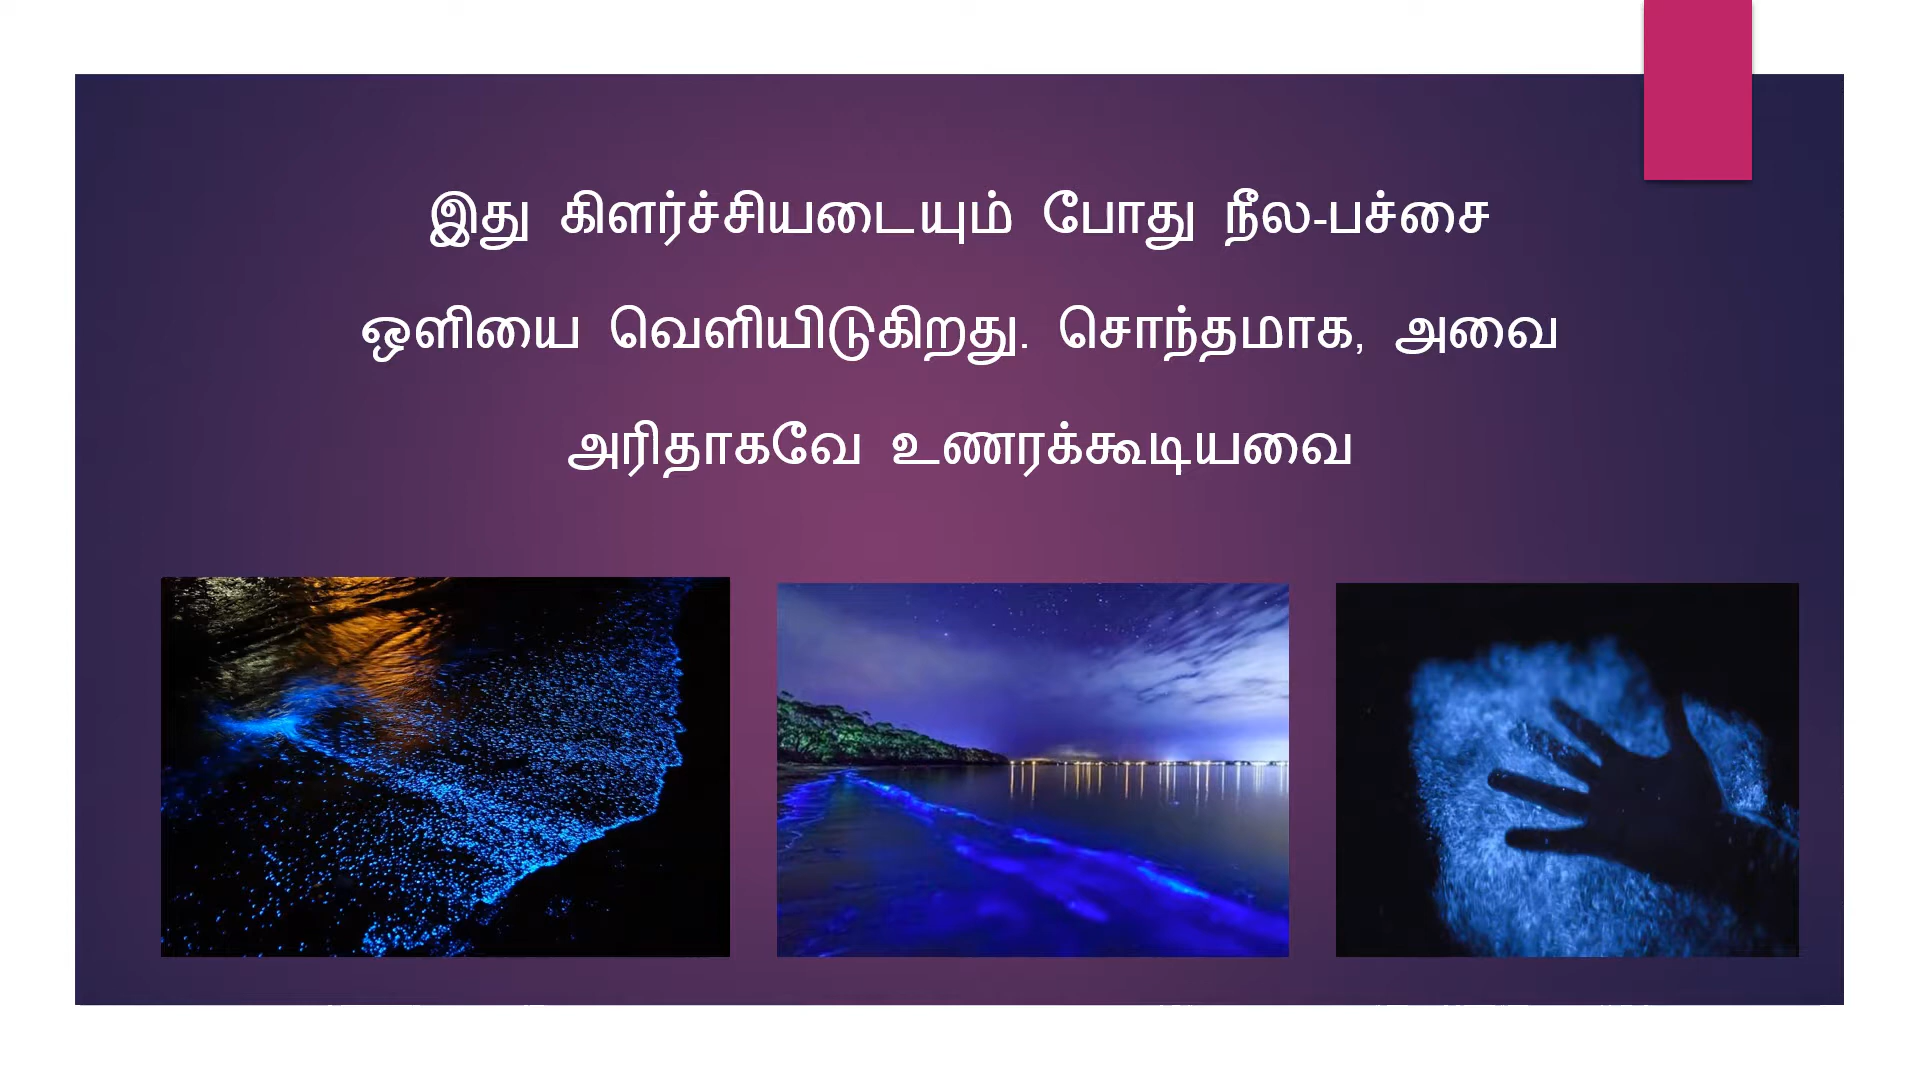 இது கிளர்ச்சியடையும் போது நீல-பச்சை
ஒளியை வெளியிடுகிறது. சொந்தமாக, அவை
அரிதாகவே உணரக்கூடியவை